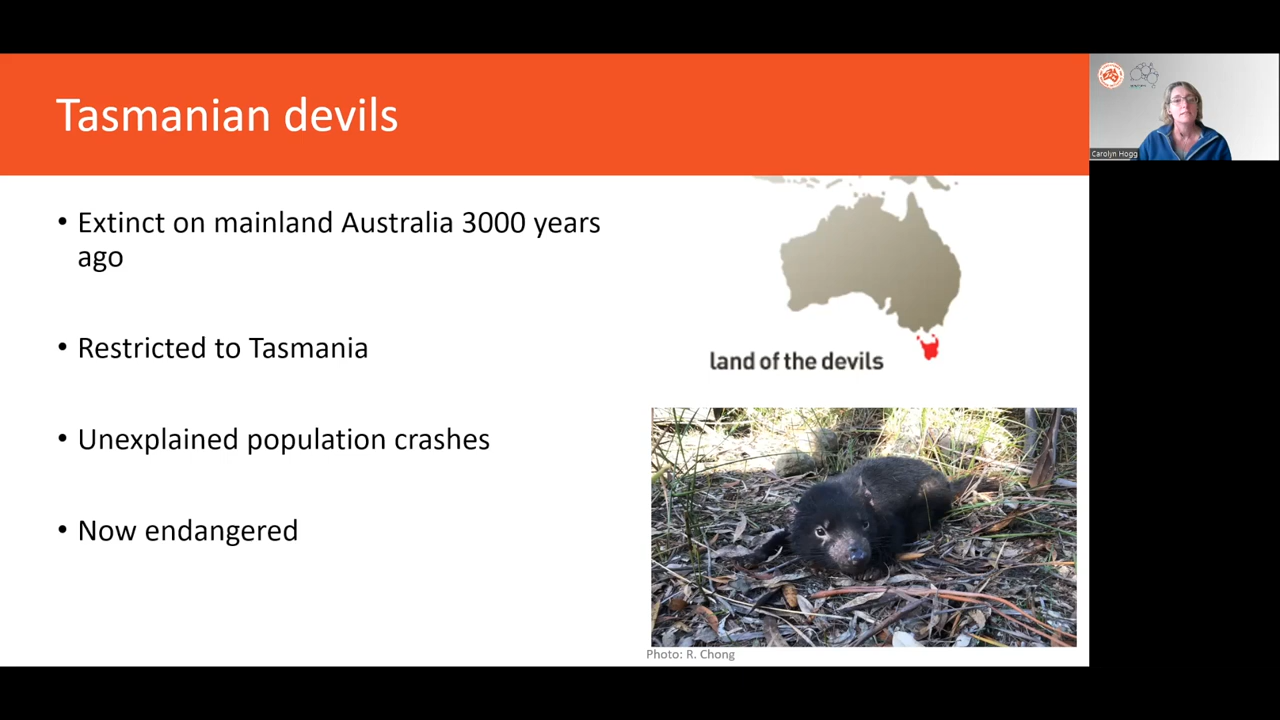 Tasmanian devils
• Extinct on mainland Australia 3000 years
ago
• Restricted to Tasmania
• Unexplained population crashes
• Now endangered
land of the devils
Photo: R. Chong
Carolyn Hogg